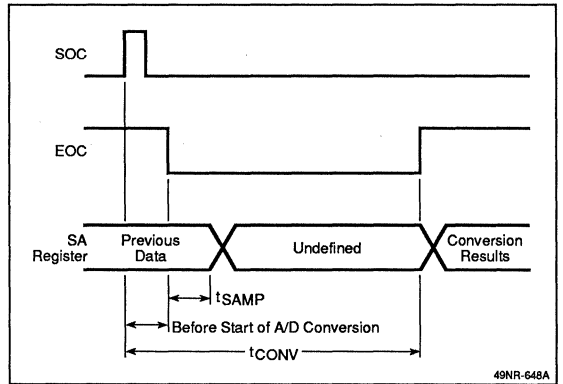 SOC
EOC
SA
Register
Previous
Data
Undefined
Conversion
Results
tSAMP
Before Start of A/D Conversion
tCONV
49NR-648A